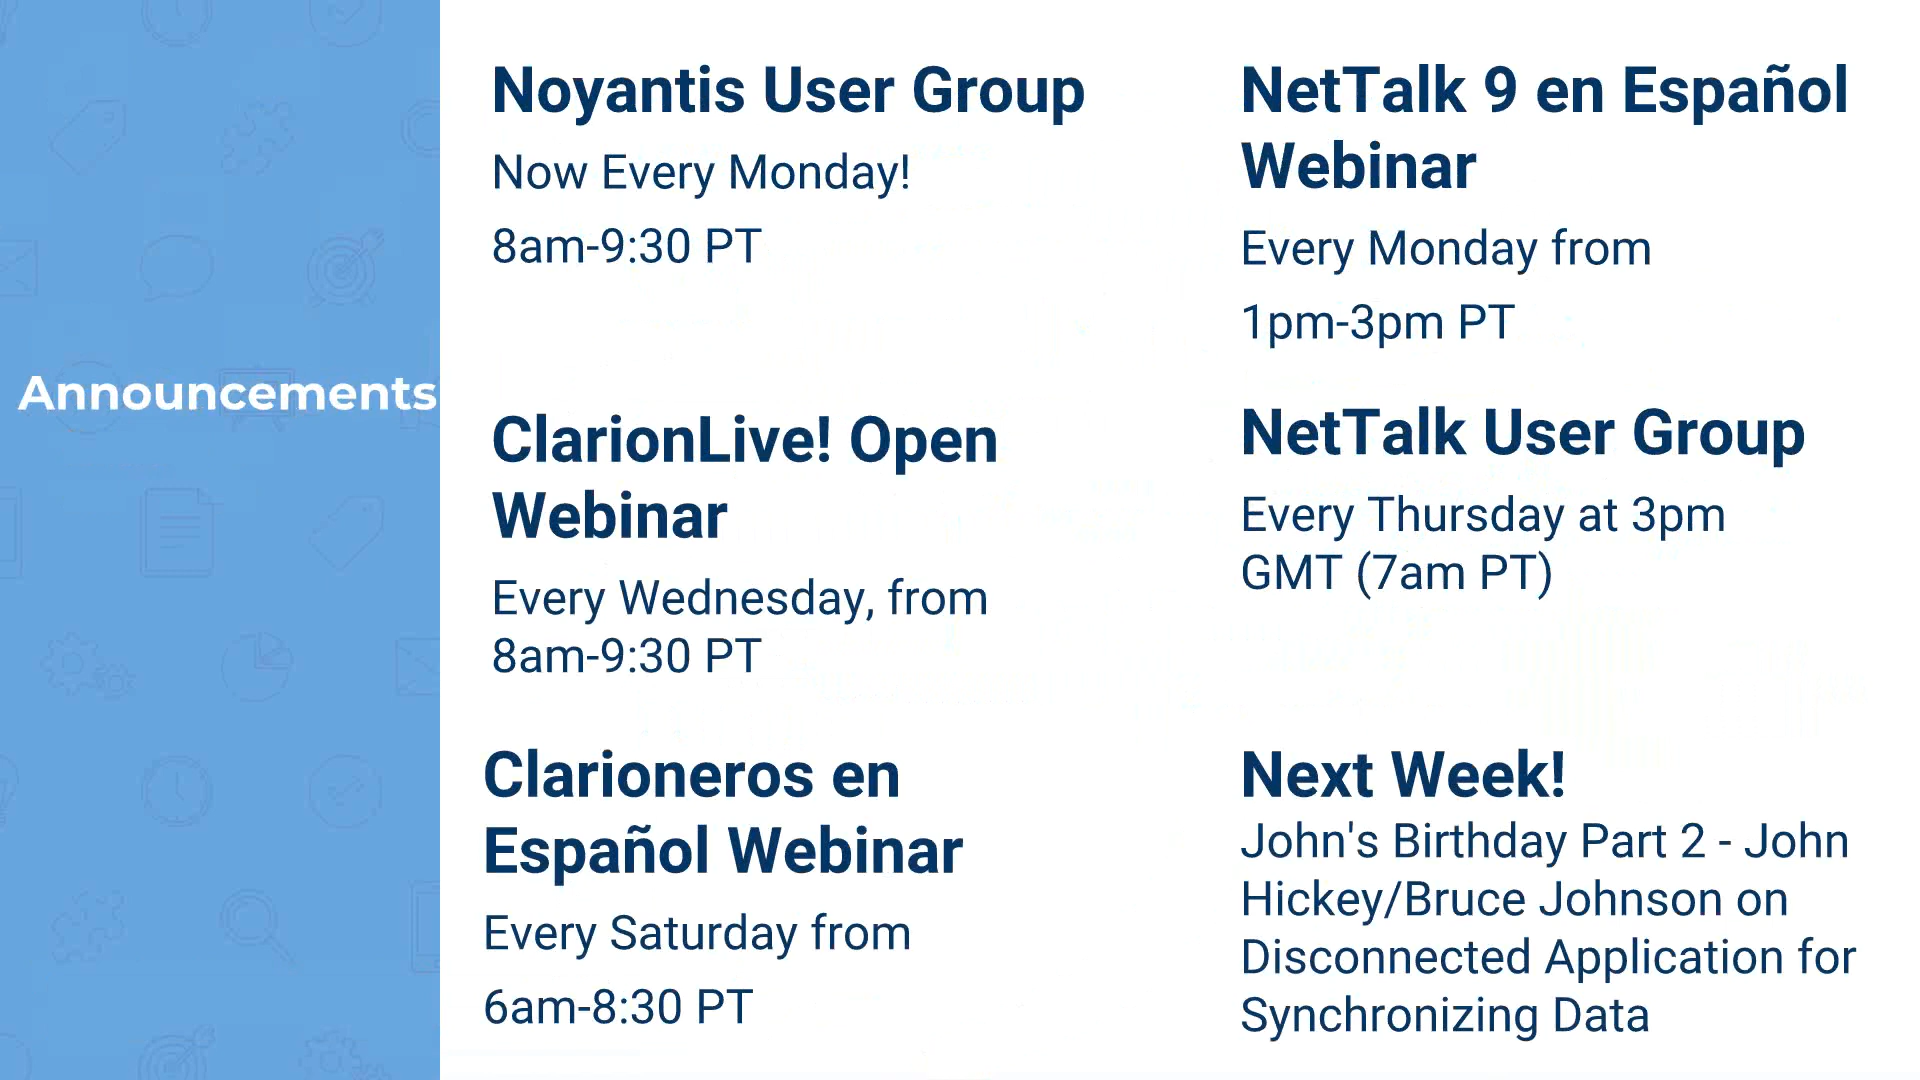 Announcements
Noyantis User Group
Now Every Monday!
8am-9:30 PT
ClarionLive! Open
Webinar
Every Wednesday, from
8am-9:30 PT
Clarioneros en
Español Webinar
Every Saturday from
6am-8:30 PT
NetTalk 9 en Español
Webinar
Every Monday from
1pm-3pm PT
NetTalk User Group
Every Thursday at 3pm
GMT (7am PT)
Next Week!
John's Birthday Part 2 - John
Hickey/Bruce Johnson on
Disconnected Application for
Synchronizing Data